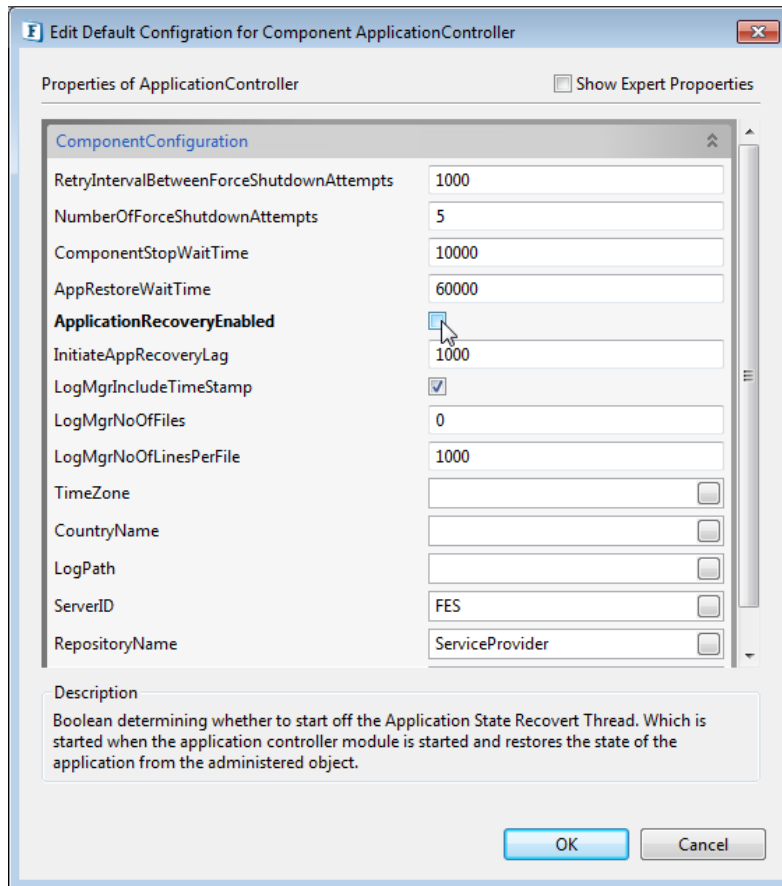 Edit Default Configration for Component ApplicationController
Properties of ApplicationController
Show Expert Propoerties
ComponentConfiguration
RetryIntervalBetweenForceShutdownAttempts 1000
NumberOfForceShutdownAttempts 5
ComponentStopWaitTime 10000
AppRestoreWaitTime 60000
ApplicationRecoveryEnabled
InitiateAppRecoveryLag 1000
LogMgrIncludeTimeStamp
LogMgrNoOfFiles 0
LogMgrNoOfLinesPerFile 1000
TimeZone
CountryName
LogPath
ServerID FES
RepositoryName ServiceProvider
Description
Boolean determining whether to start off the Application State Recovert Thread. Which is
started when the application controller module is started and restores the state of the
application from the administered object.
OK Cancel